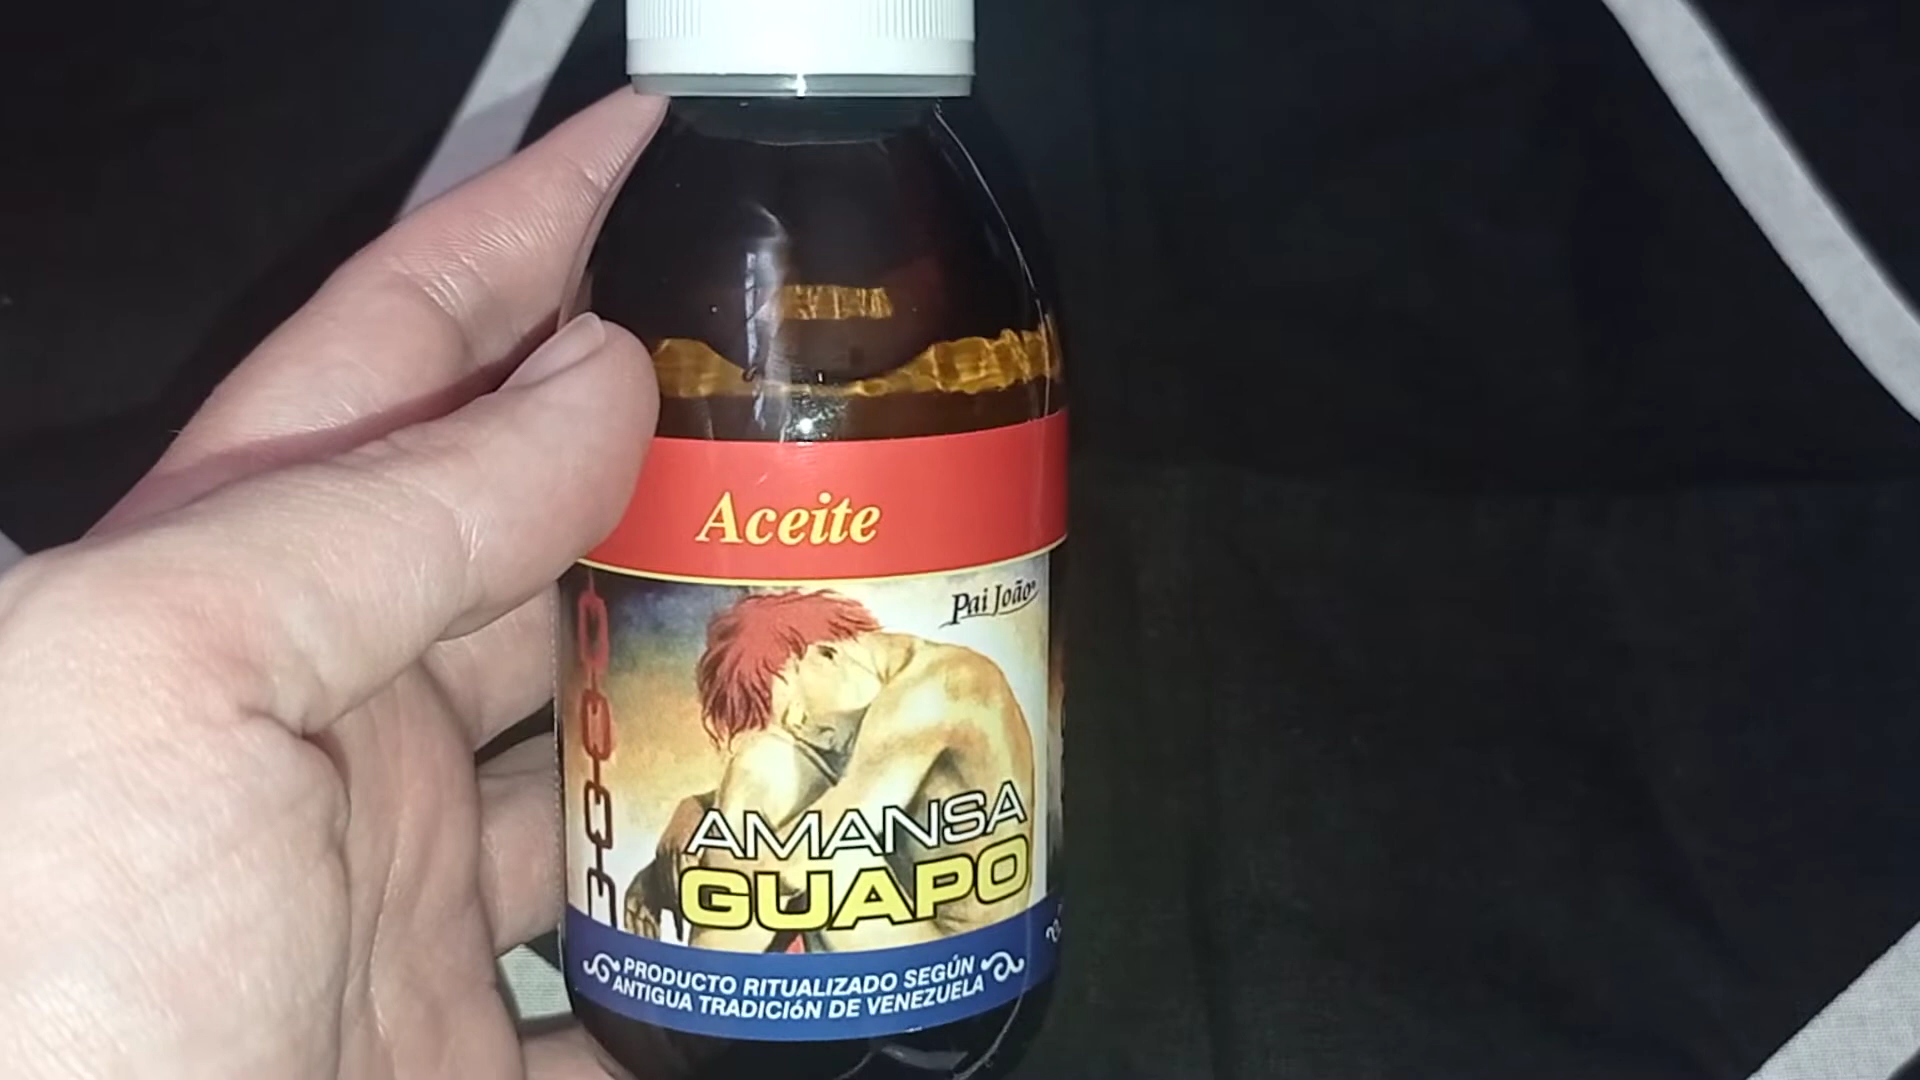 Aceite
Pai João
AMANSA
GUAPO
PRODUCTO RITUALIZADO SEGÚN
ANTIGUA TRADICIóN DE VENEZUELA